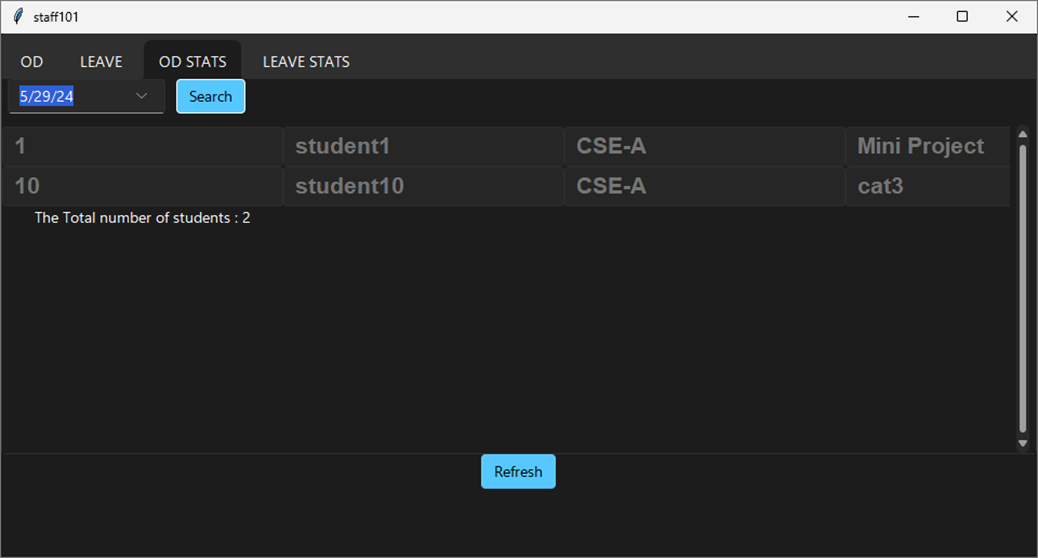 staff101
OD LEAVE OD STATS LEAVE STATS
5/29/24 Search
1 student1 CSE-A Mini Project
10 student10 CSE-A cat3
The Total number of students : 2
Refresh